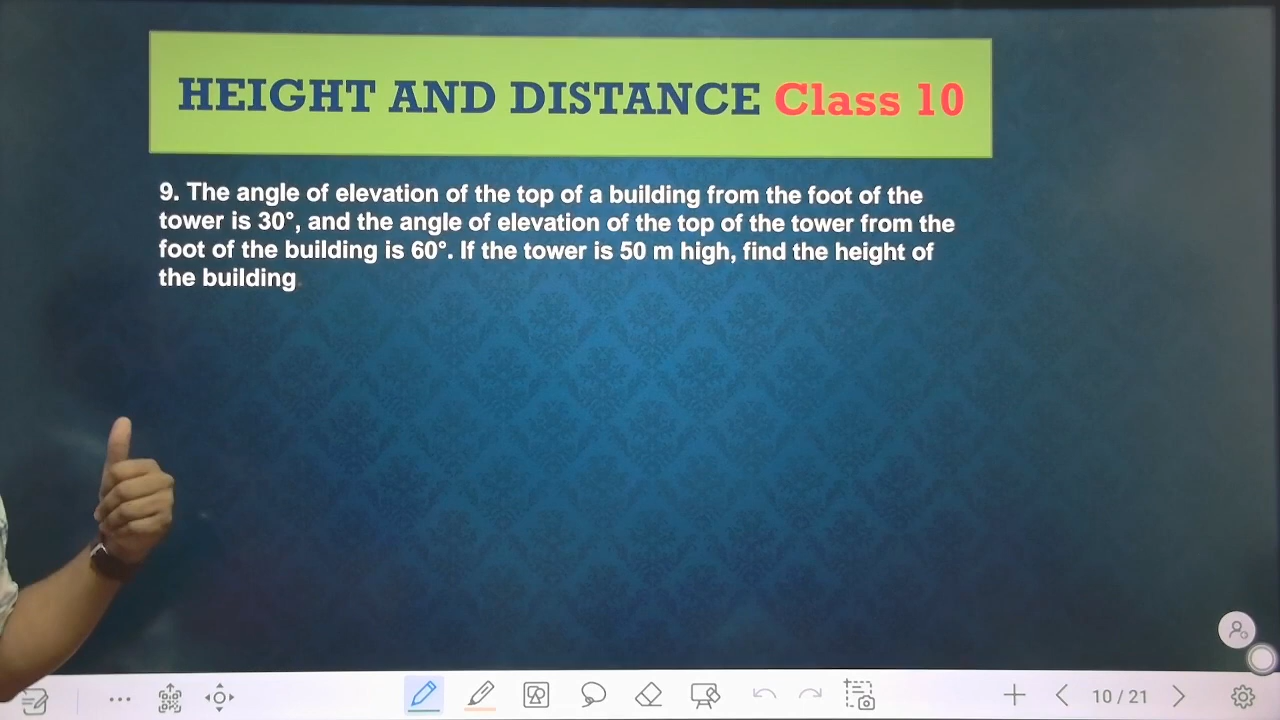 HEIGHT AND DISTANCE Class 10
9. The angle of elevation of the top of a building from the foot of the
tower is 30°, and the angle of elevation of the top of the tower from the
foot of the building is 60°. If the tower is 50 m high, find the height of
the building
10 / 21